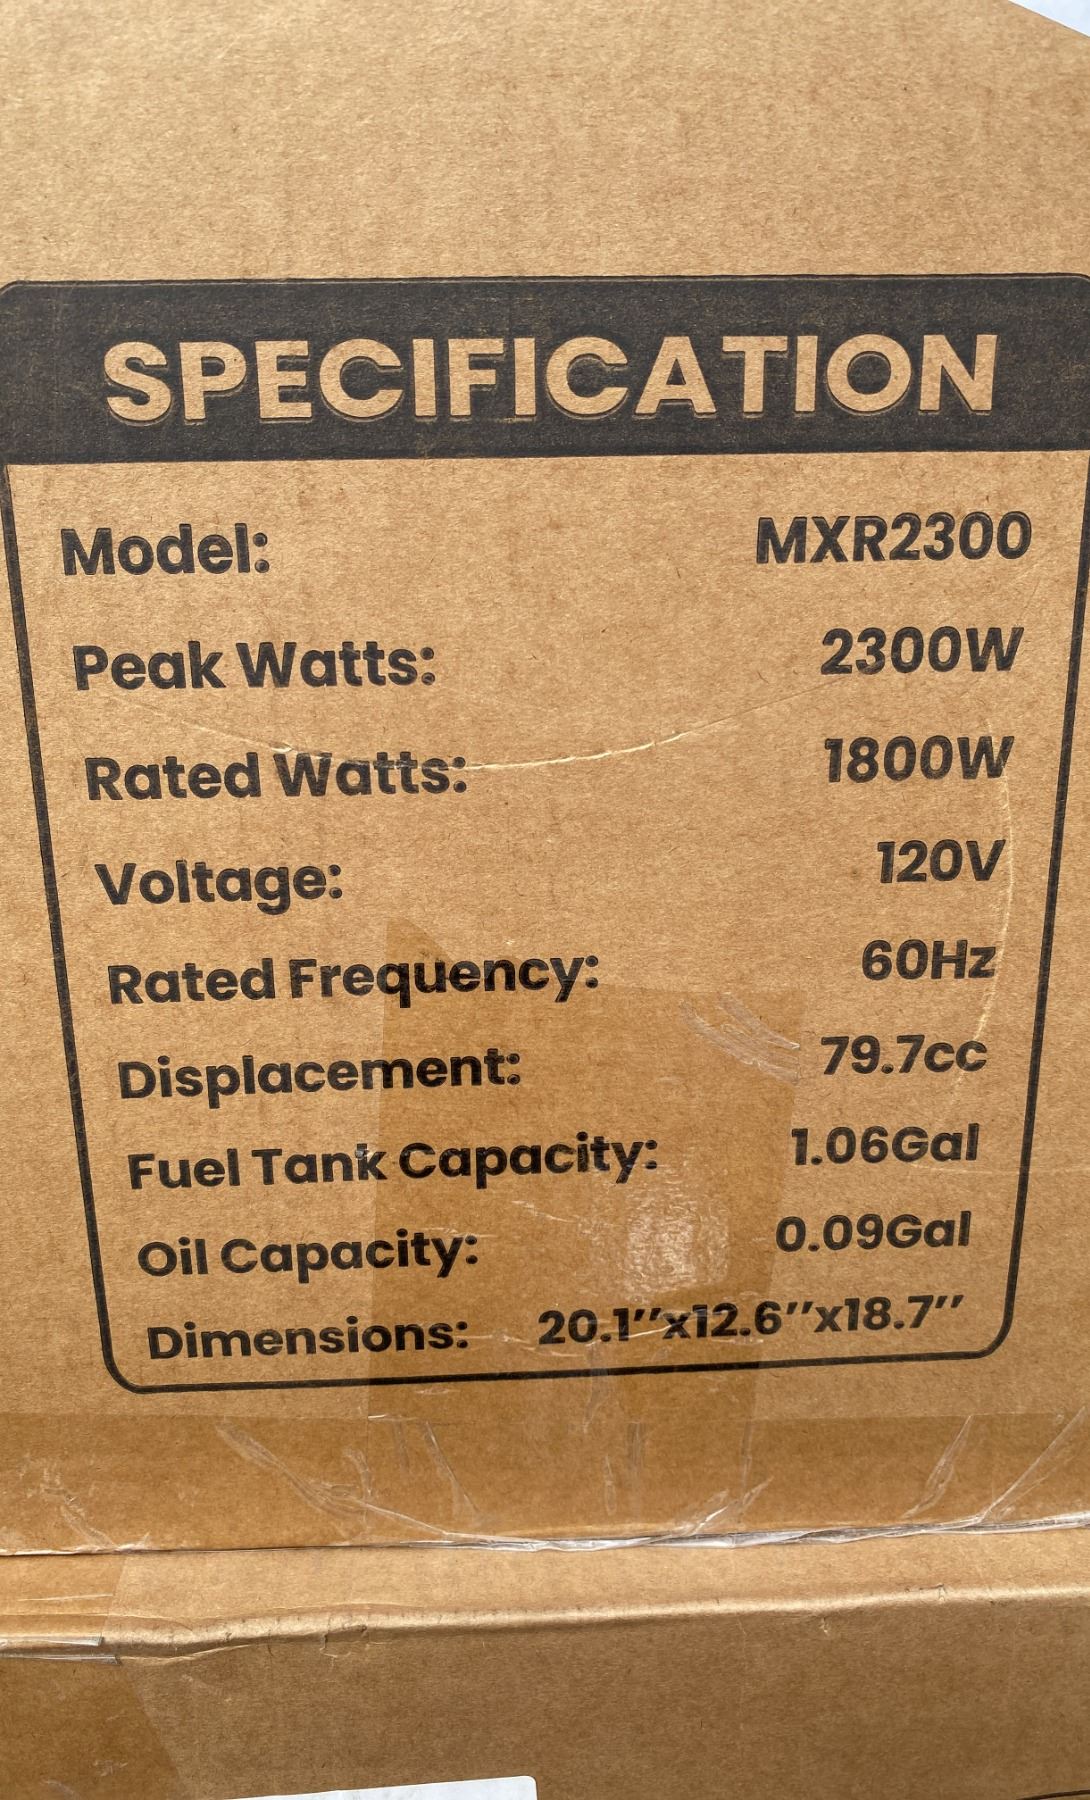 SPECIFICATION
Model: MXR2300
Peak Watts: 2300W
Rated Watts: 1800W
Voltage: 120V
Rated Frequency: 60Hz
Displacement: 79.7cc
Fuel Tank Capacity: 1.06Gal
Oil Capacity: 0.09Gal
Dimensions: 20.1''x12.6''x18.7''